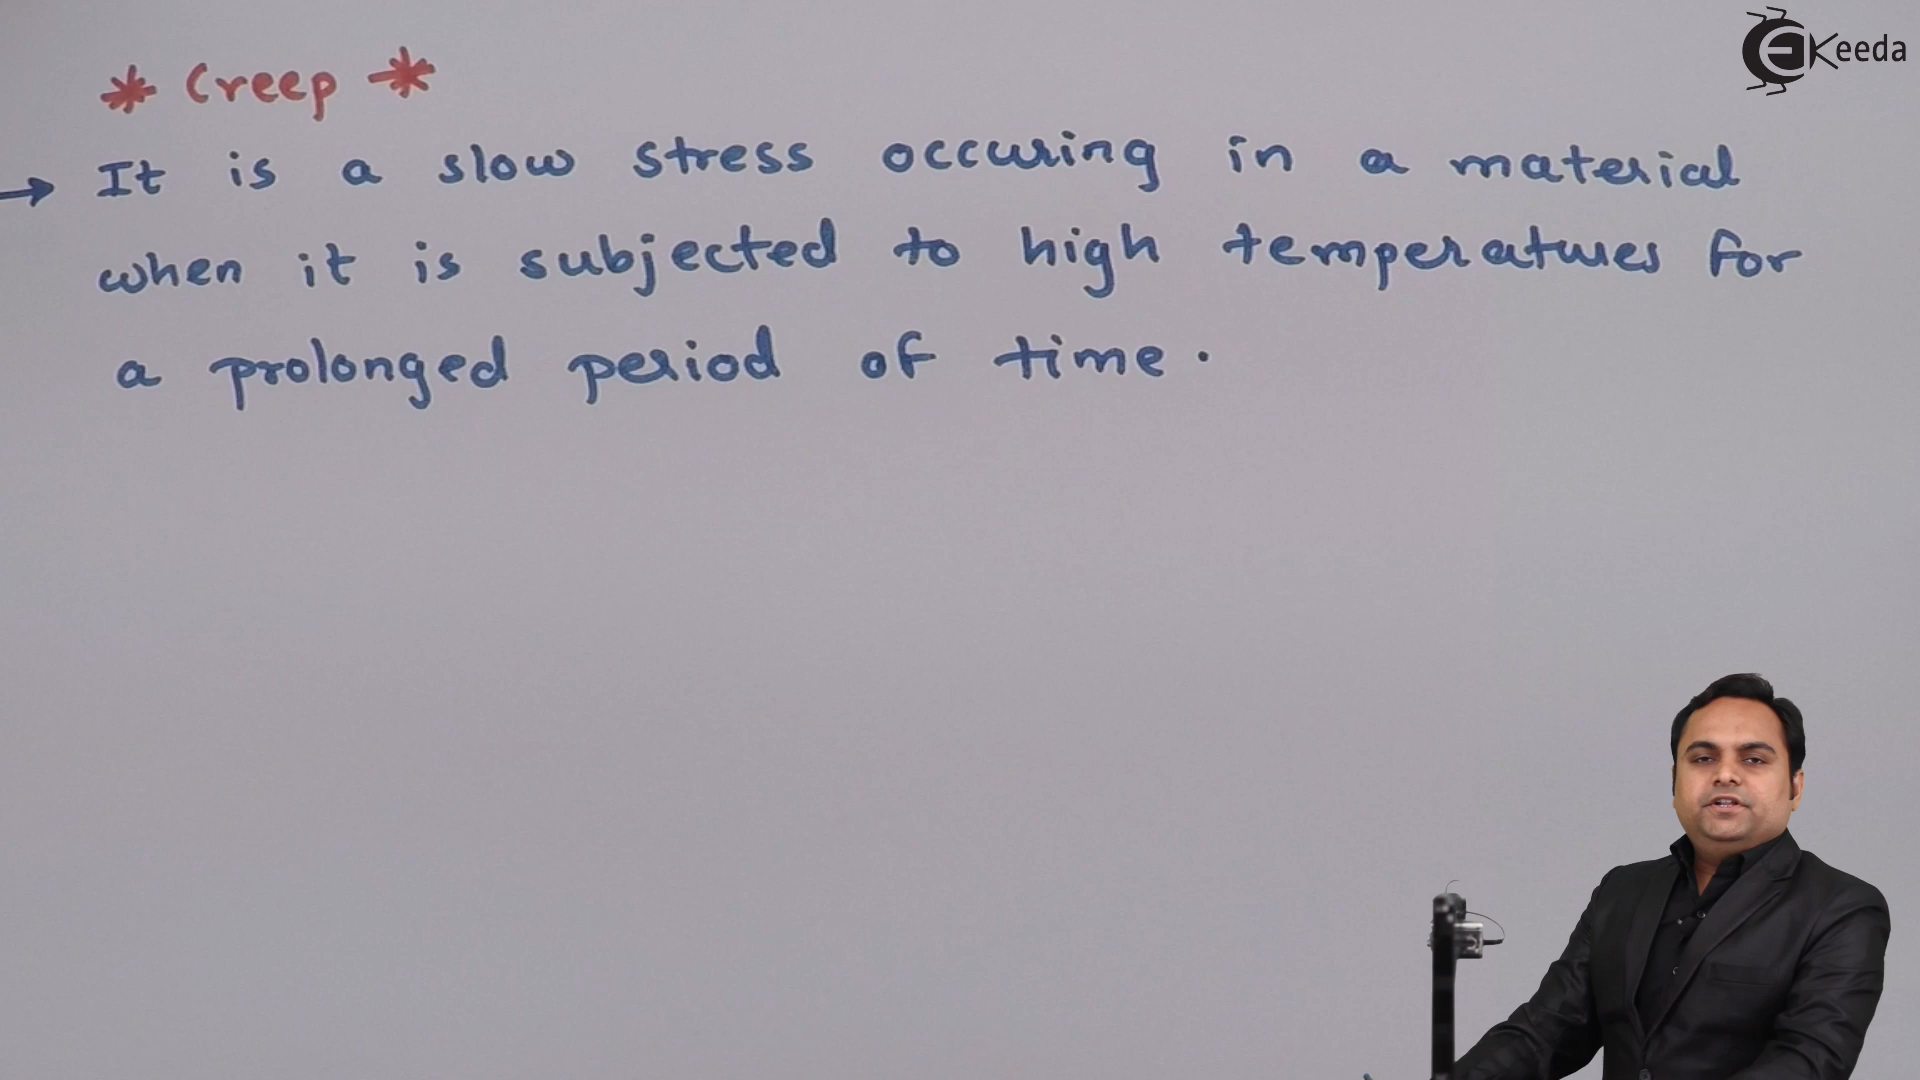 EKeeda
* Creep *
→ It is a slow stress occuring in a material
when it is subjected to high temperatures for
a prolonged period of time.